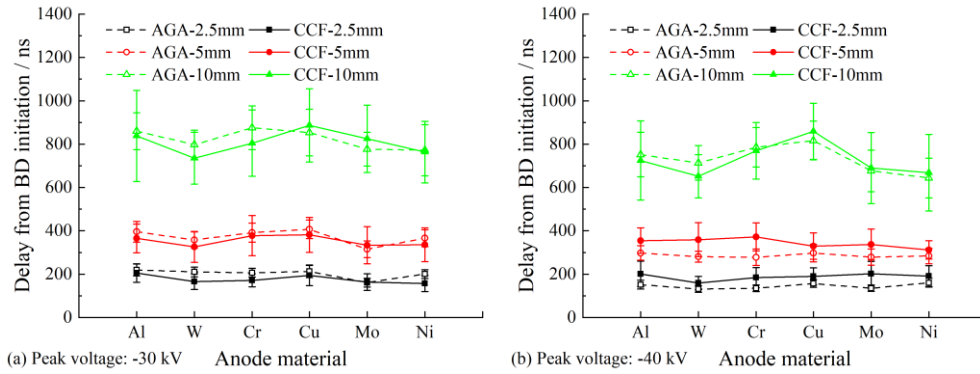 1400
1200
1000
800
600
400
200
0
Delay from BD initiation / ns
AGA-2.5mm CCF-2.5mm
AGA-5mm CCF-5mm
AGA-10mm CCF-10mm
Al W Cr Cu Mo Ni
(a) Peak voltage: -30 kV Anode material
1400
1200
1000
800
600
400
200
0
Delay from BD initiation / ns
AGA-2.5mm CCF-2.5mm
AGA-5mm CCF-5mm
AGA-10mm CCF-10mm
Al W Cr Cu Mo Ni
(b) Peak voltage: -40 kV Anode material